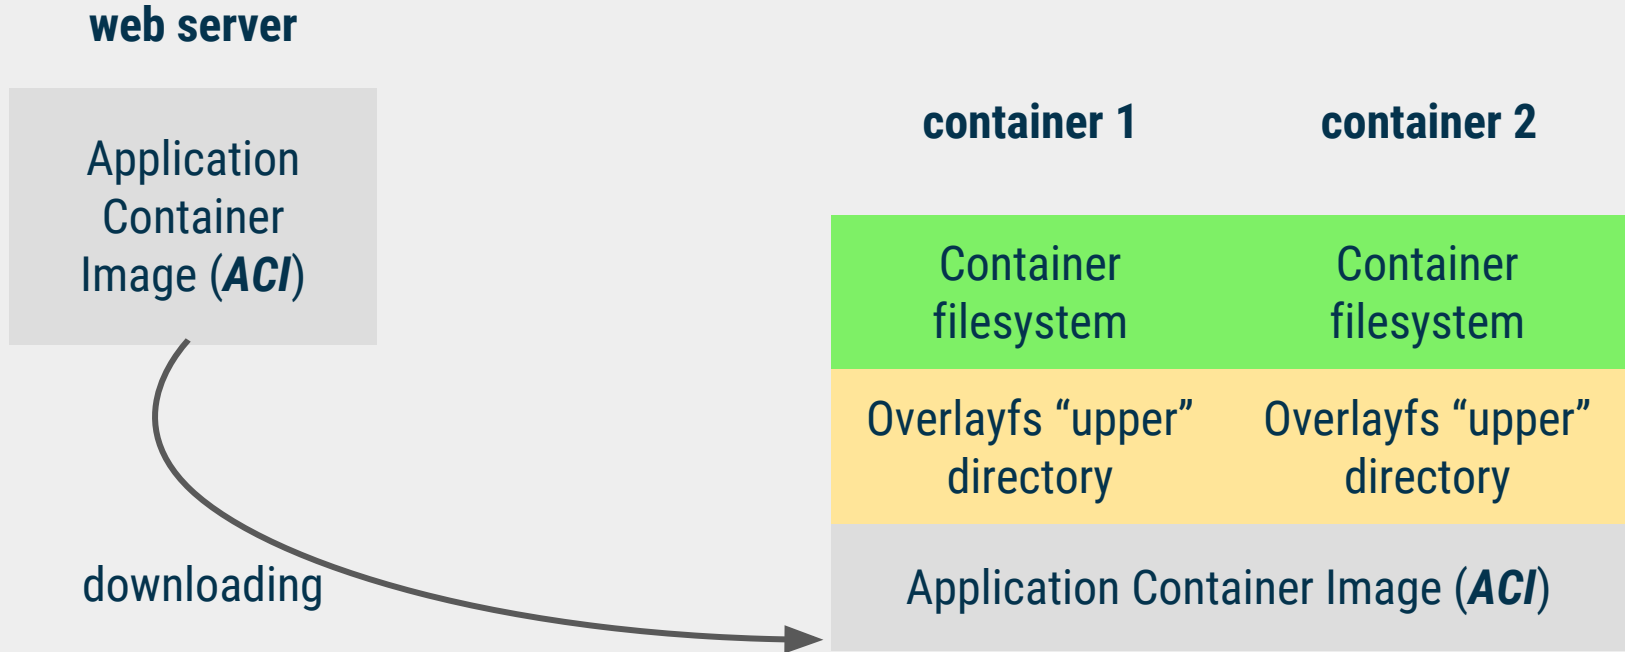 web server
Application
Container
Image (ACI)
downloading
container 1
container 2
Container
filesystem
Container
filesystem
Overlayfs “upper”
directory
Overlayfs “upper”
directory
Application Container Image (ACI)